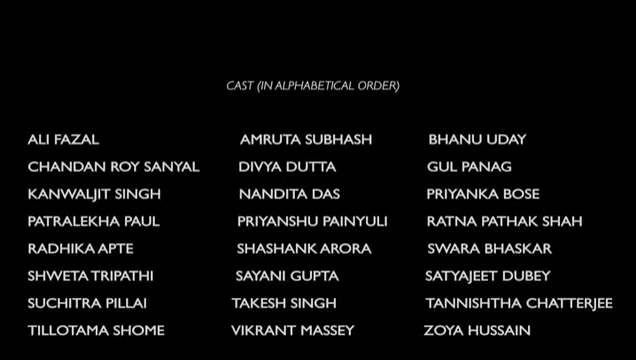 CAST (IN ALPHABETICAL ORDER)
ALI FAZAL AMRUTA SUBHASH BHANU UDAY
CHANDAN ROY SANYAL DIVYA DUTTA GUL PANAG
KANWALJIT SINGH NANDITA DAS PRIYANKA BOSE
PATRALEKHA PAUL PRIYANSHU PAINYULI RATNA PATHAK SHAH
RADHIKA APTE SHASHANK ARORA SWARA BHASKAR
SHWETA TRIPATHI SAYANI GUPTA SATYAJEET DUBEY
SUCHITRA PILLAI TAKESH SINGH TANNISHTHA CHATTERJEE
TILLOTAMA SHOME VIKRANT MASSEY ZOYA HUSSAIN